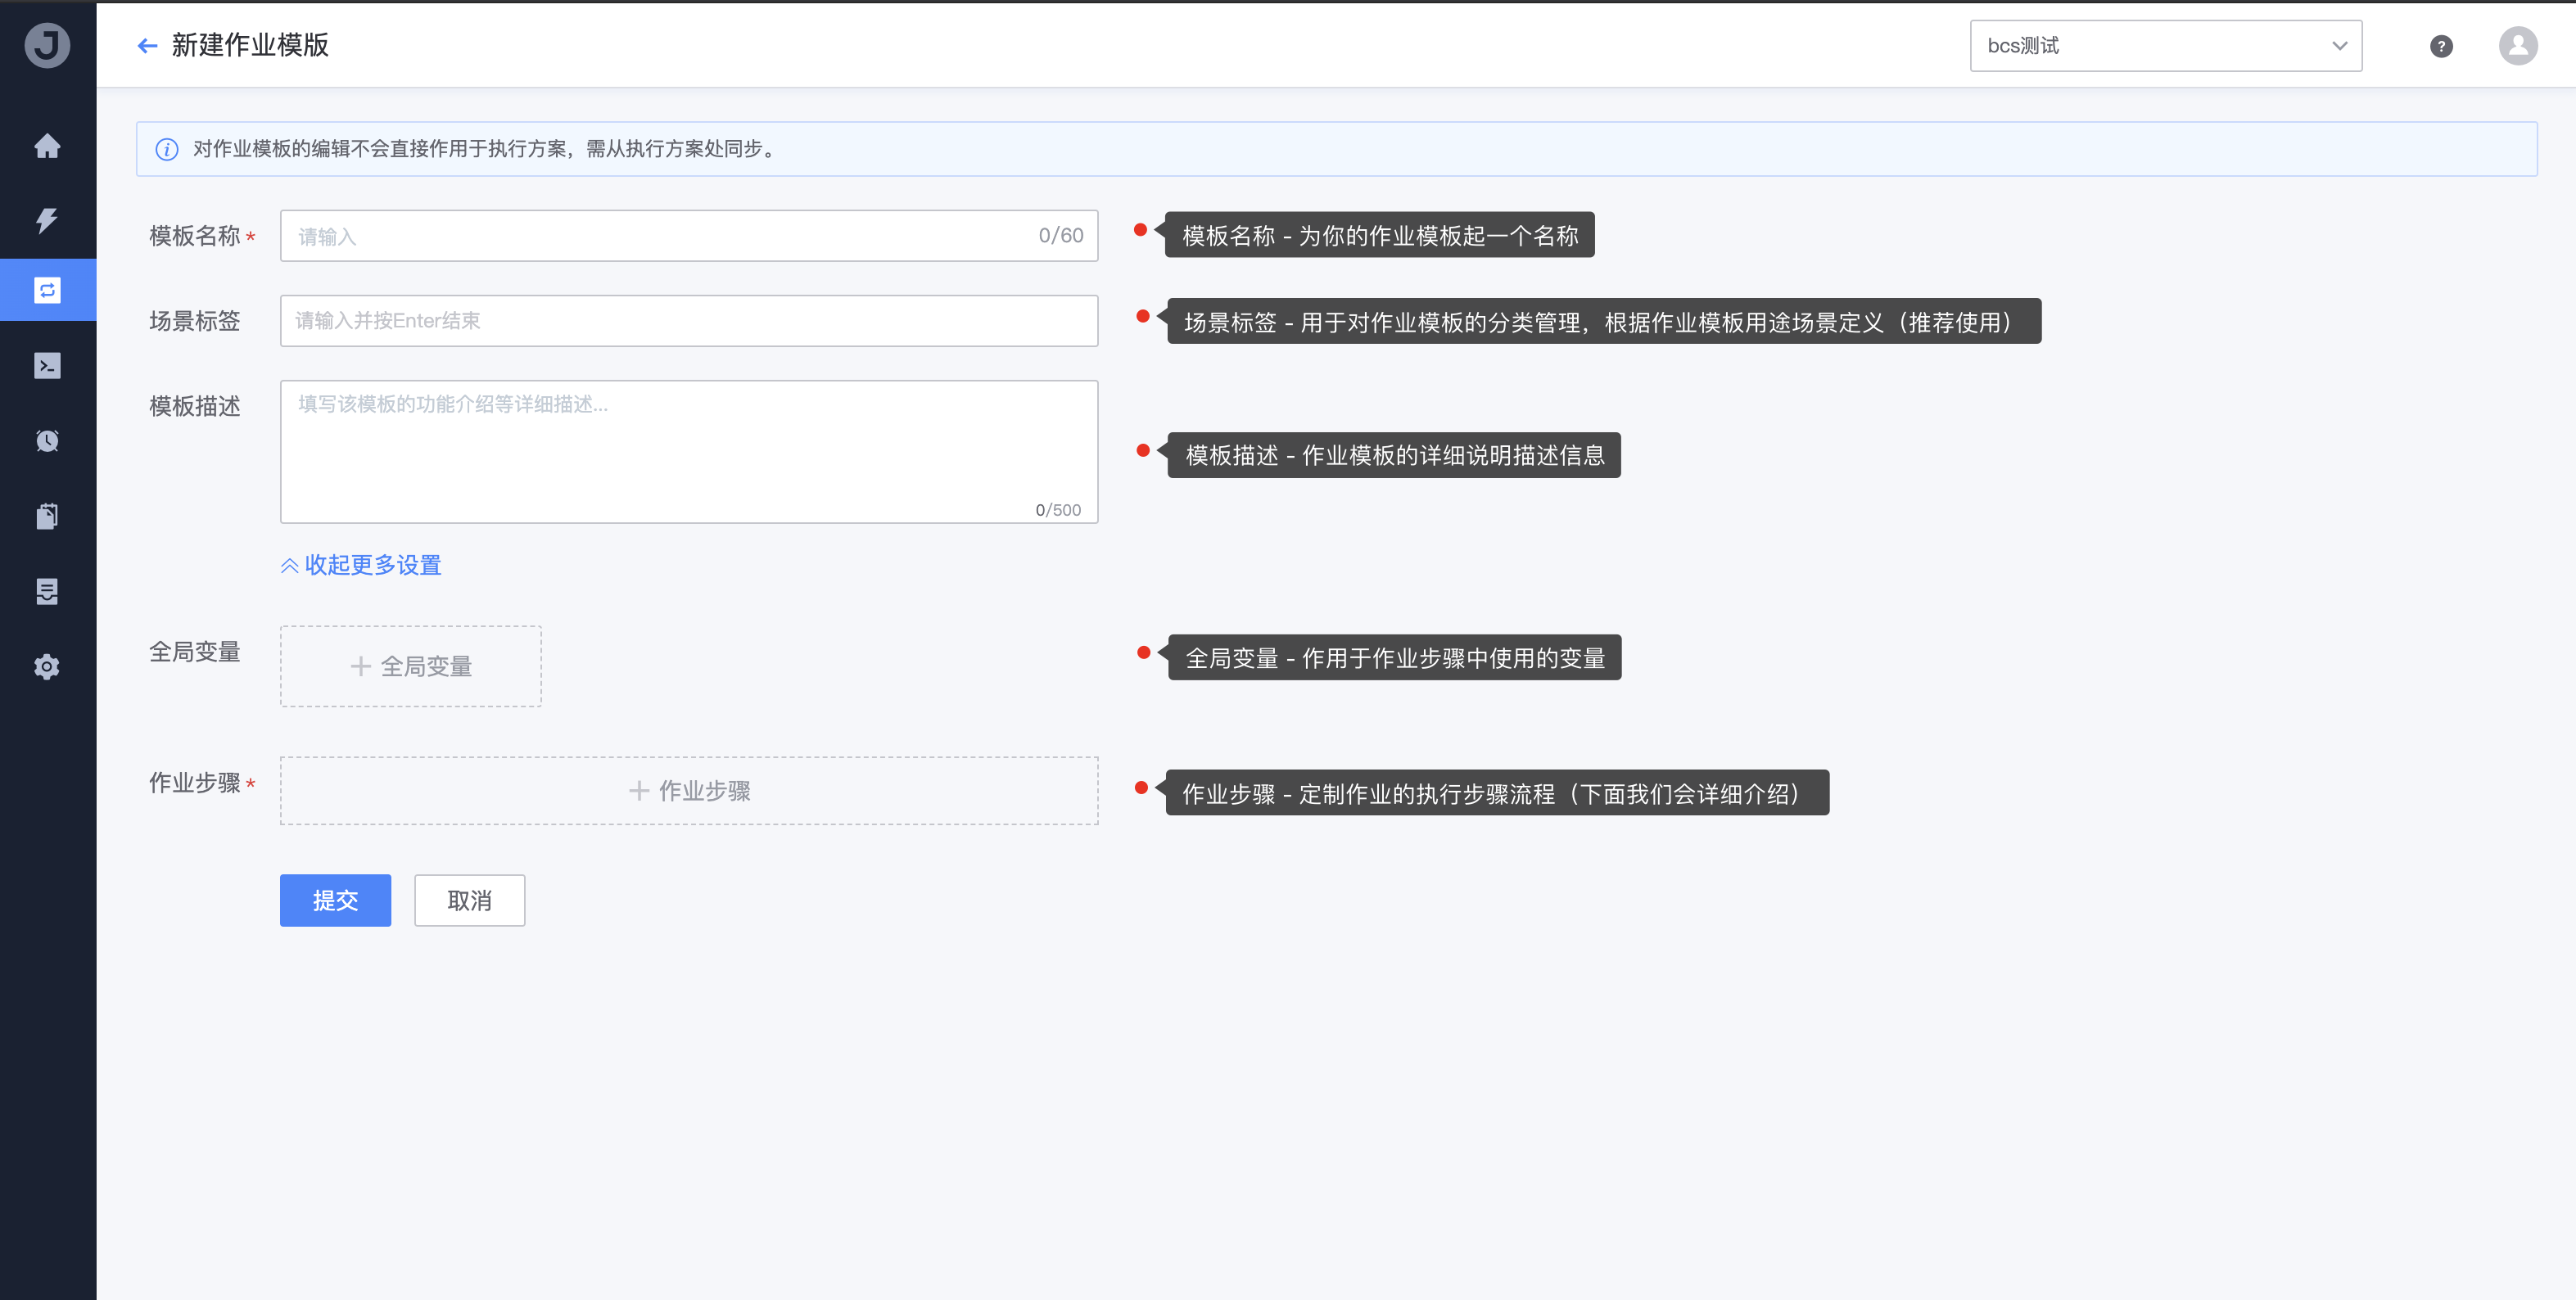 J
新建作业模版
bcs测试
?
对作业模板的编辑不会直接作用于执行方案，需从执行方案处同步。
模板名称 *
请输入
0/60
模板名称 - 为你的作业模板起一个名称
场景标签
请输入并按Enter结束
场景标签 - 用于对作业模板的分类管理，根据作业模板用途场景定义（推荐使用）
模板描述
填写该模板的功能介绍等详细描述...
0/500
模板描述 - 作业模板的详细说明描述信息
收起更多设置
全局变量
+ 全局变量
全局变量 - 作用于作业步骤中使用的变量
作业步骤 *
+ 作业步骤
作业步骤 - 定制作业的执行步骤流程（下面我们会详细介绍）
提交
取消